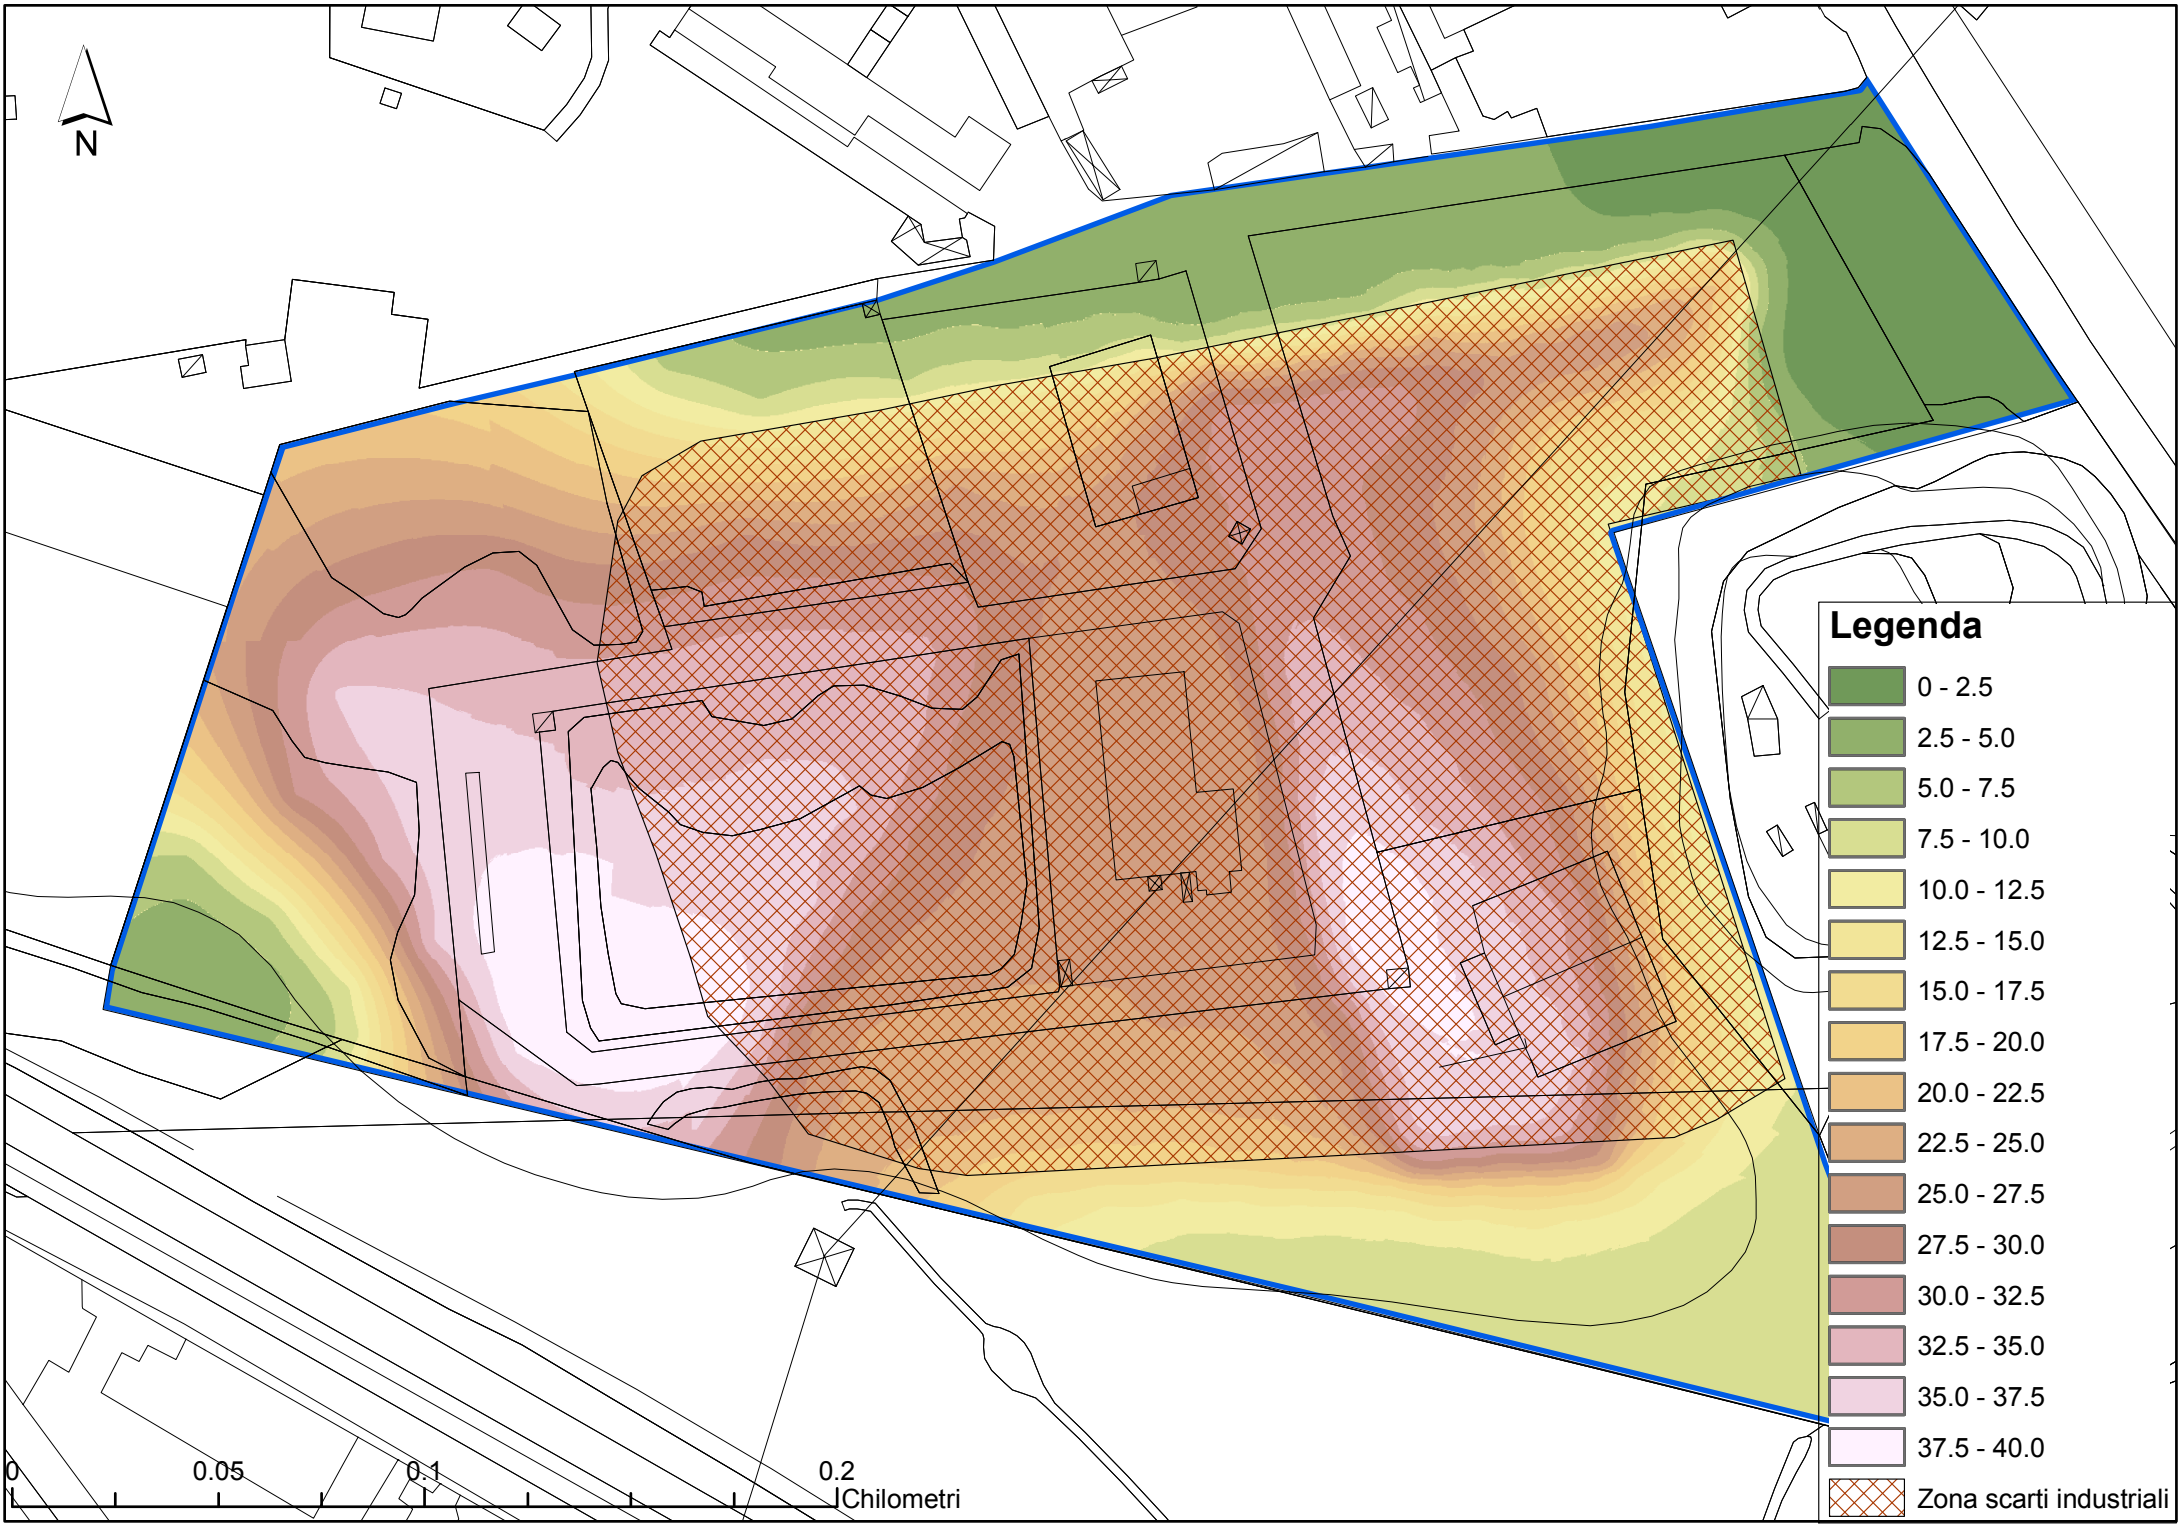 N
Legenda
0 - 2.5
2.5 - 5.0
5.0 - 7.5
7.5 - 10.0
10.0 - 12.5
12.5 - 15.0
15.0 - 17.5
17.5 - 20.0
20.0 - 22.5
22.5 - 25.0
25.0 - 27.5
27.5 - 30.0
30.0 - 32.5
32.5 - 35.0
35.0 - 37.5
37.5 - 40.0
Zona scarti industriali
0 0.05 0.1 0.2
Chilometri